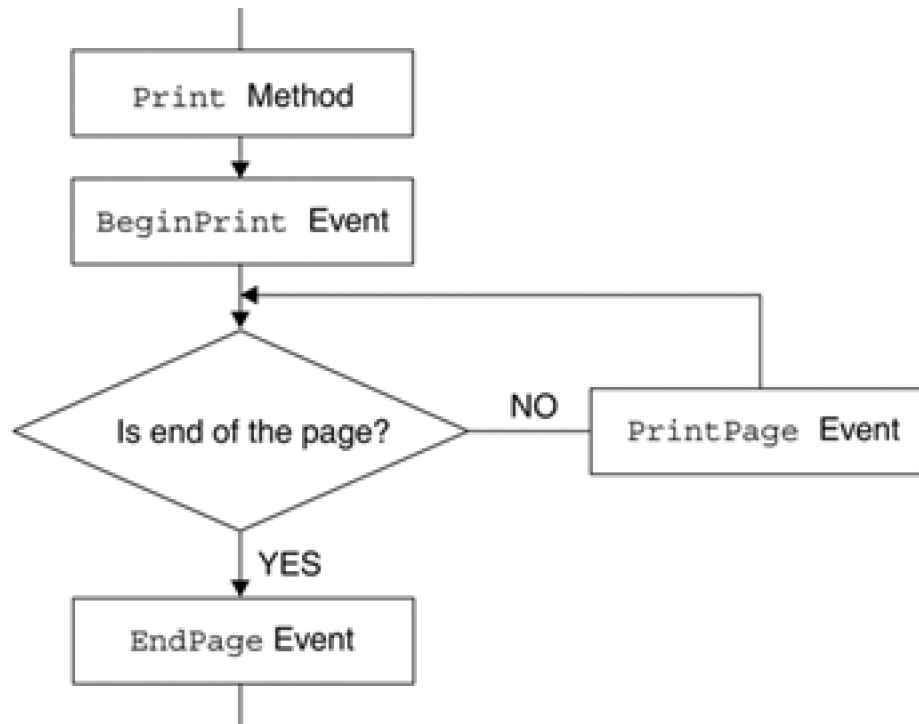 Print Method
BeginPrint Event
Is end of the page?
NO
PrintPage Event
YES
EndPage Event